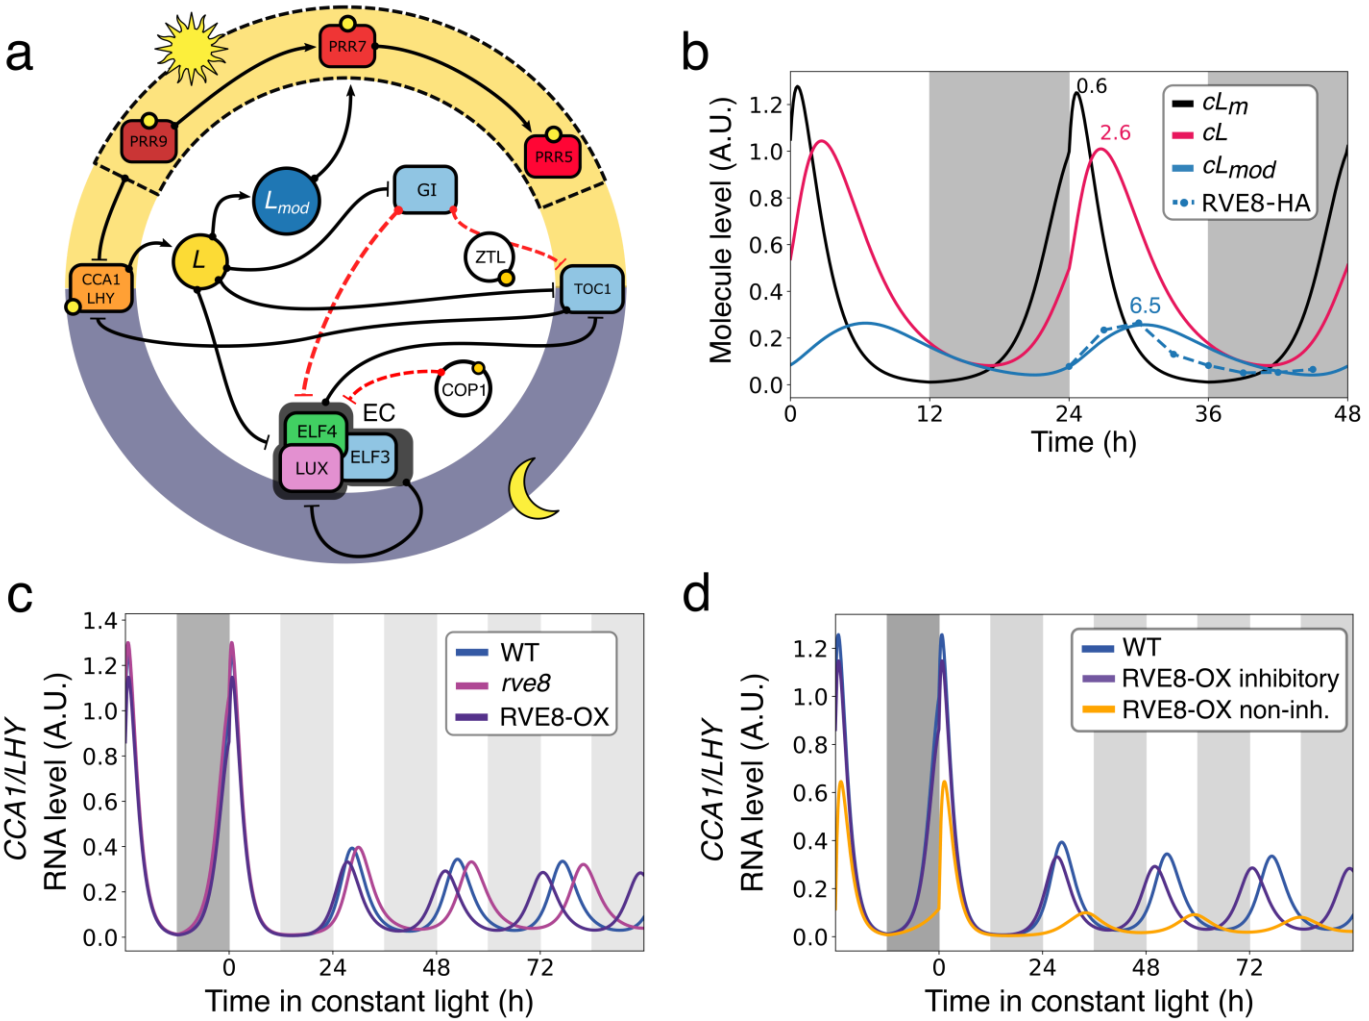 a
PRR7
PRR9
PRR5
Lmod
GI
L
ZTL
CCA1
LHY
TOC1
COP1
EC
ELF4
ELF3
LUX
b
Molecule level (A.U.)
1.2
1.0
0.8
0.6
0.4
0.2
0.0
0.6
2.6
6.5
cLm
cL
cLmod
RVE8-HA
0 12 24 36 48
Time (h)
c
CCA1/LHY
RNA level (A.U.)
1.4
1.2
1.0
0.8
0.6
0.4
0.2
0.0
WT
rve8
RVE8-OX
0 24 48 72
Time in constant light (h)
d
CCA1/LHY
RNA level (A.U.)
1.2
1.0
0.8
0.6
0.4
0.2
0.0
WT
RVE8-OX inhibitory
RVE8-OX non-inh.
0 24 48 72
Time in constant light (h)